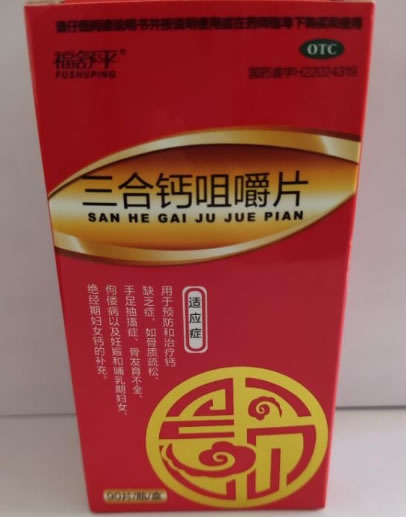 请仔细阅读说明书并按说明使用或在药师指导下购买和使用
福舒平
FUSHUPING
OTC
国药准字H22024319
三合钙咀嚼片
SAN HE GAI JU JUE PIAN
适应症
用于预防和治疗钙
缺乏症，如骨质疏松、
手足抽搐症、骨发育不全、
佝偻病以及妊娠和哺乳期妇女、
绝经期妇女钙的补充。
90片/瓶/盒